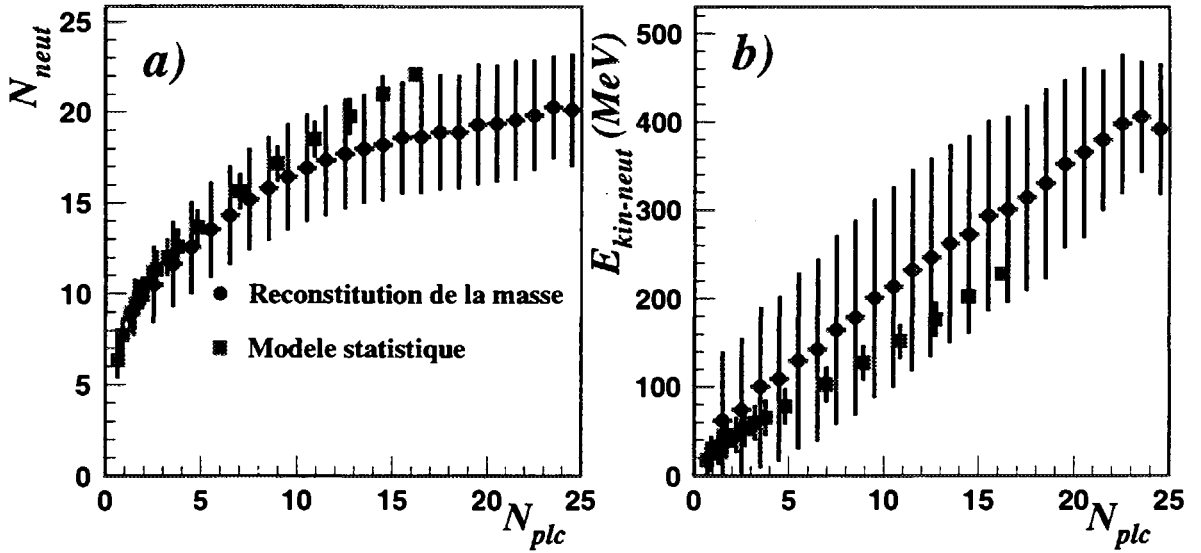 N_neut
25
20
15
10
5
0
a)
Reconstitution de la masse
Modele statistique
0 5 10 15 20 25
N_plc
E_kin-neut (MeV)
500
400
300
200
100
0
b)
0 5 10 15 20 25
N_plc